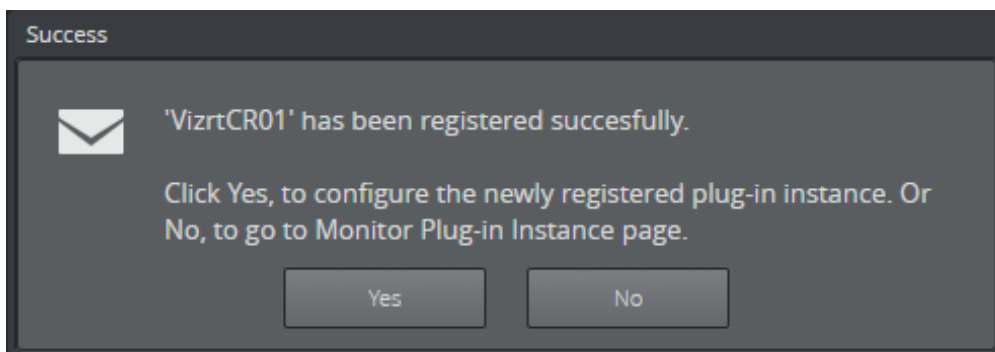 Success
'VizrtCR01' has been registered succesfully.
Click Yes, to configure the newly registered plug-in instance. Or
No, to go to Monitor Plug-in Instance page.
Yes
No